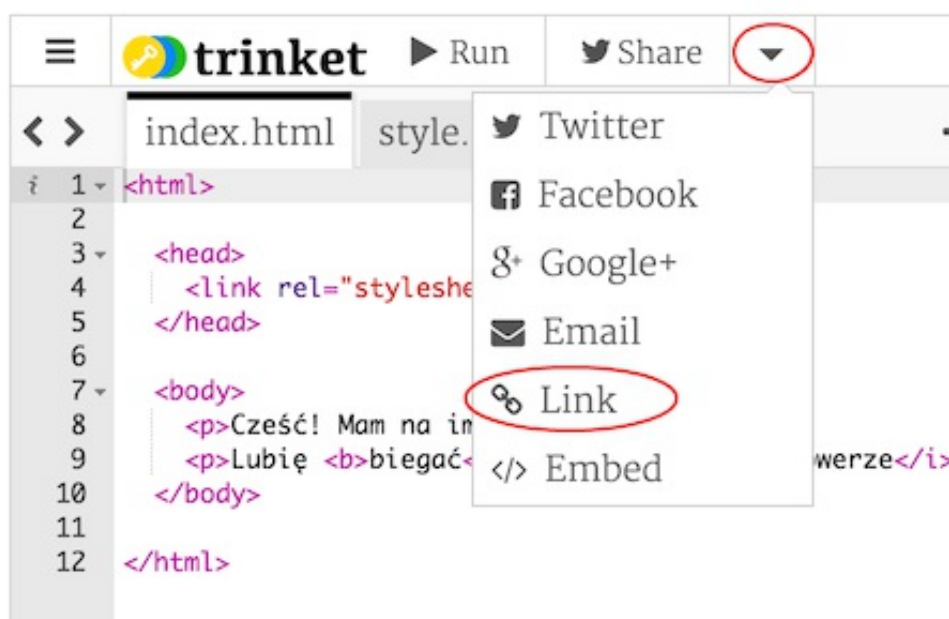 trinket Run Share
index.html style.
Twitter
Facebook
Google+
Email
Link
</> Embed
i 1 <html>
2
3 <head>
4 <link rel="styleshe
5 </head>
6
7 <body>
8 <p>Cześć! Mam na im
9 <p>Lubię <b>biegać< werze</i>
10 </body>
11
12 </html>